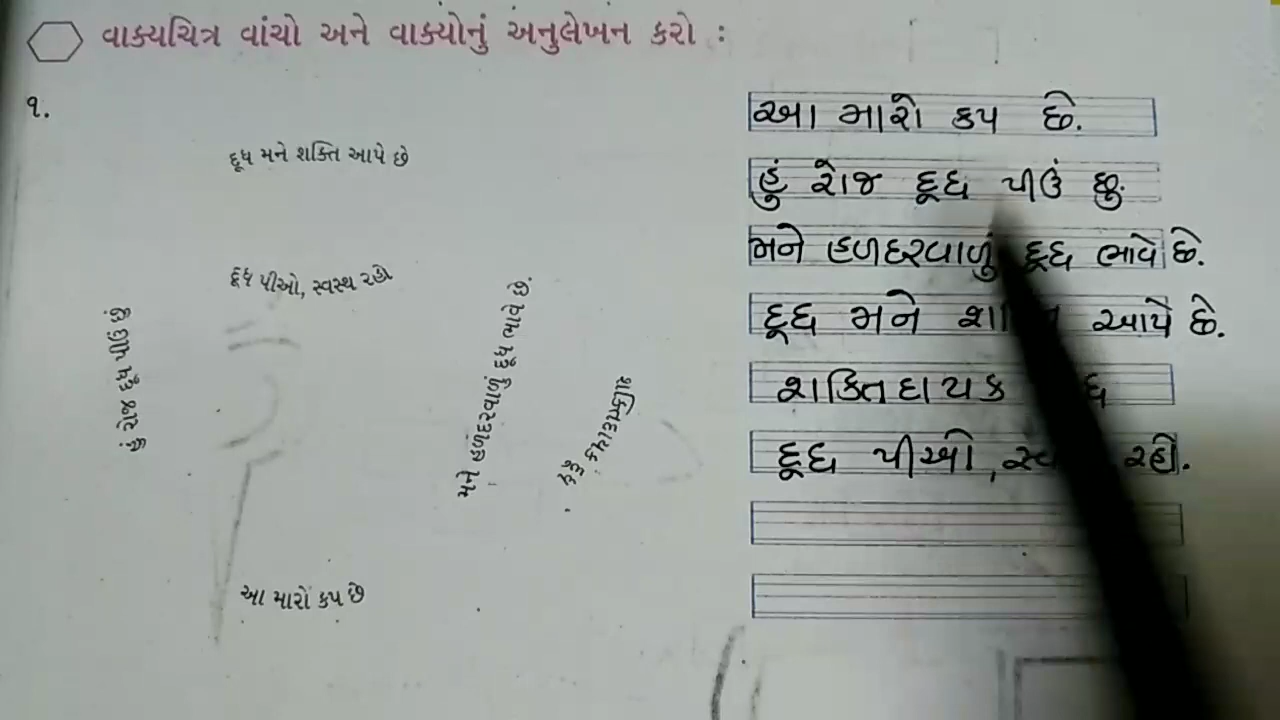 વાક્યચિત્ર વાંચો અને વાક્યોનું અનુલેખન કરો :
૧.
દૂધ મને શક્તિ આપે છે
દૂધ પીઓ, સ્વસ્થ રહો
હું રોજ દૂધ પીઉં છું
મને હળદરવાળું દૂધ ભાવે છે.
શક્તિદાયક દૂધ
આ મારો કપ છે
આ મારો કપ છે.
હું રોજ દૂધ પીઉં છું.
મને હળદરવાળું દૂધ ભાવે છે.
દૂધ મને આપે છે.
શક્તિદાયક
દૂધ પીઓ, રહો.